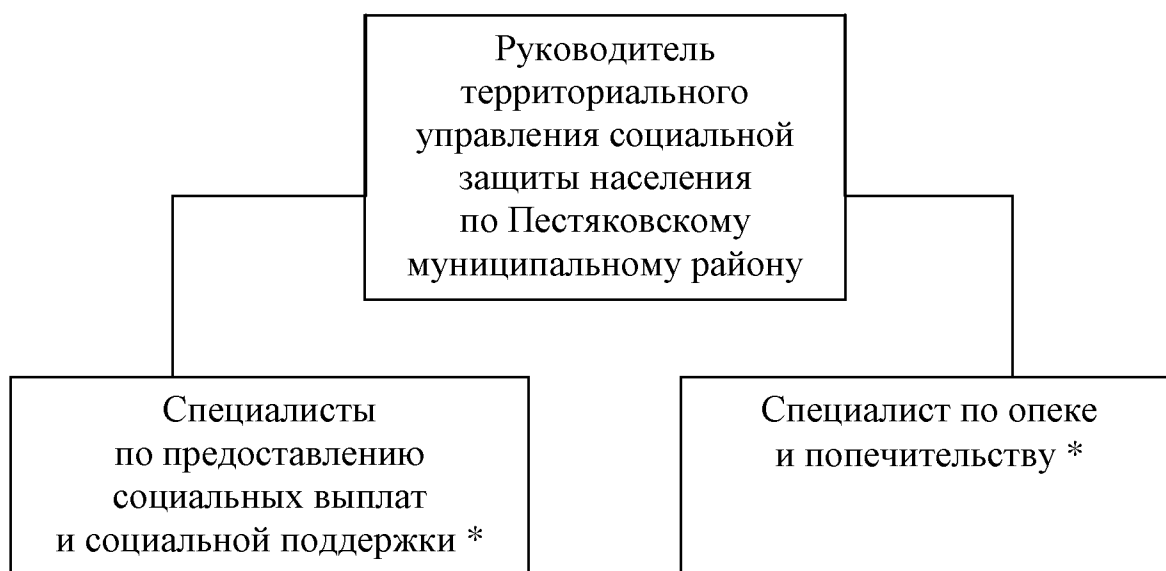 Руководитель
территориального
управления социальной
защиты населения
по Пестяковскому
муниципальному району
Специалисты
по предоставлению
социальных выплат
и социальной поддержки *
Специалист по опеке
и попечительству *